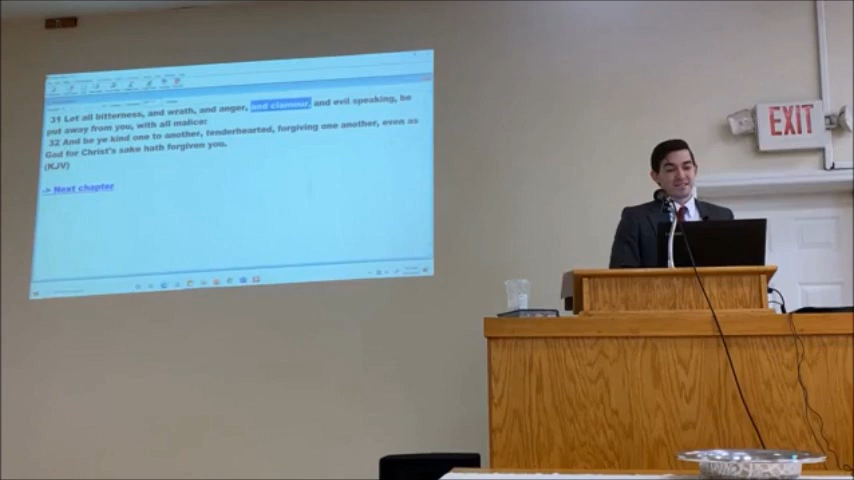 31 Let all bitterness, and wrath, and anger, and clamour, and evil speaking, be
put away from you, with all malice:
32 And be ye kind one to another, tenderhearted, forgiving one another, even as
God for Christ's sake hath forgiven you.
(KJV)
-> Next chapter
EXIT